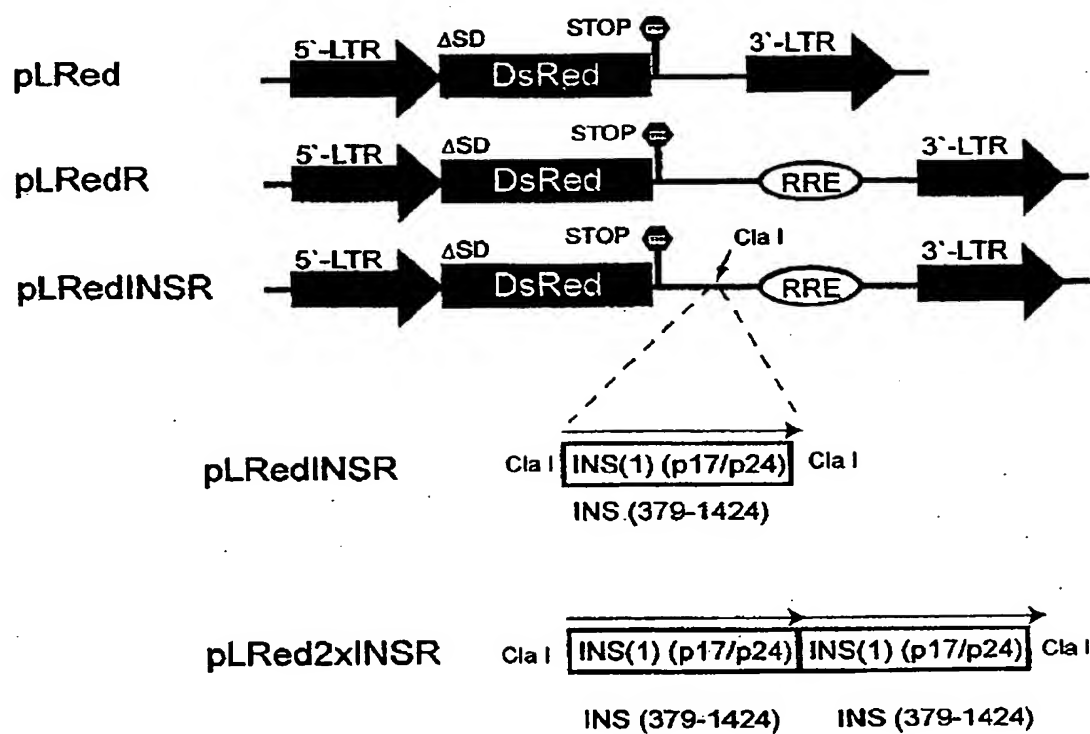 pLRed 5`-LTR ΔSD DsRed STOP 3`-LTR
pLRedR 5`-LTR ΔSD DsRed STOP RRE 3`-LTR
pLRedINSR 5`-LTR ΔSD DsRed STOP Cla I RRE 3`-LTR
pLRedINSR Cla I INS(1) (p17/p24) Cla I
INS.(379-1424)
pLRed2xINSR Cla I INS(1) (p17/p24) INS(1) (p17/p24) Cla I
INS (379-1424) INS (379-1424)